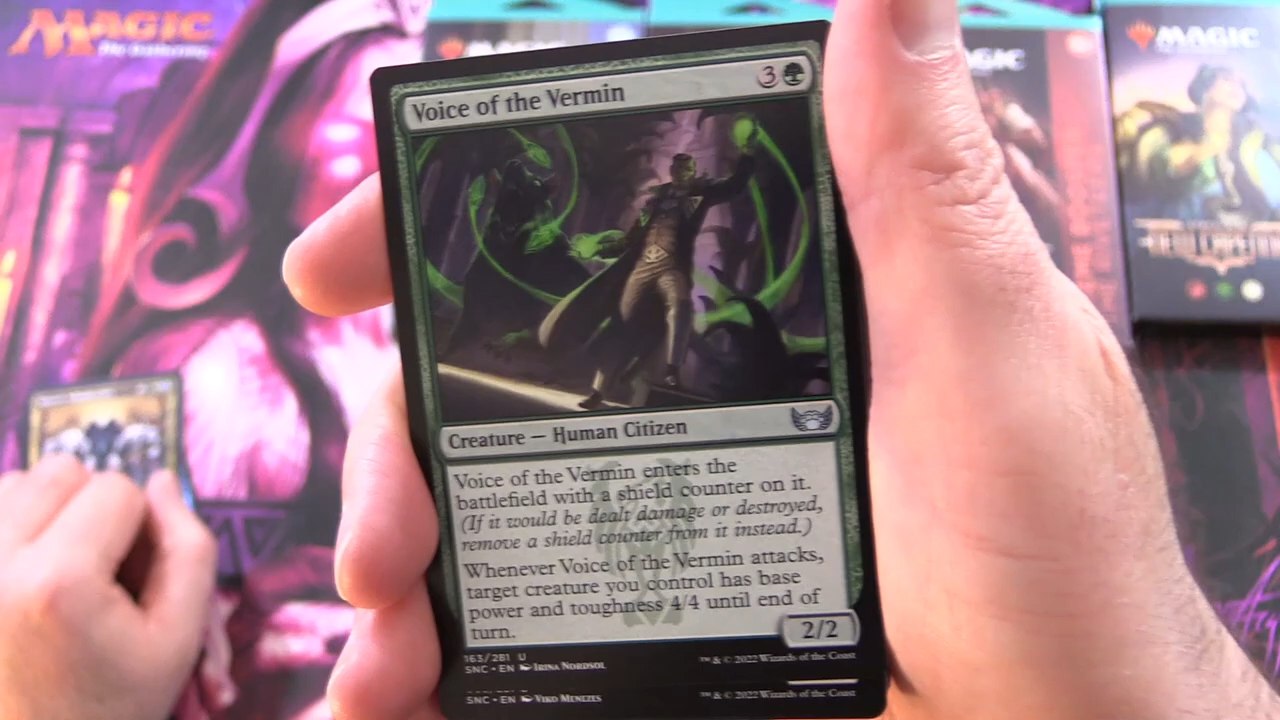 MAGIC
The Gathering
MAGIC
MAGIC
MAGIC
Voice of the Vermin
3
Creature — Human Citizen
Voice of the Vermin enters the
battlefield with a shield counter on it.
(If it would be dealt damage or destroyed,
remove a shield counter from it instead.)
Whenever Voice of the Vermin attacks,
target creature you control has base
power and toughness 4/4 until end of
turn.
2/2
163/281 U
SNC • EN IRINA NORDSOL
™ & © 2022 Wizards of the Coast
SNC • EN VIKO MENEZES
™ & © 2022 Wizards of the Coast